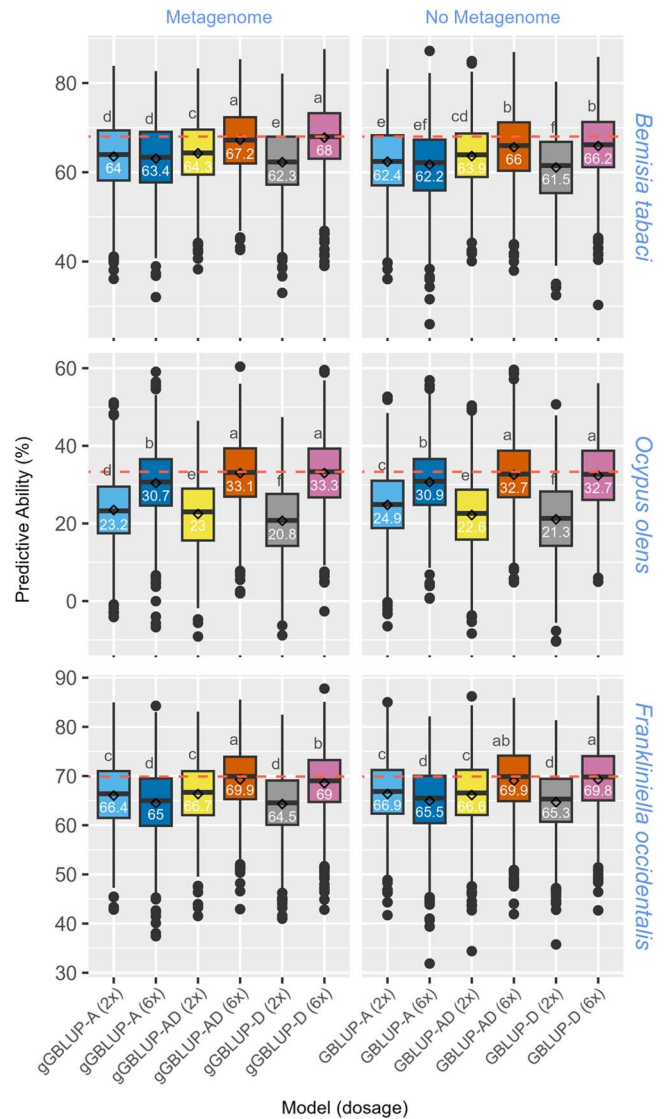 Metagenome
No Metagenome
80
60
40
d d c a e a
64 63.4 64.3 67.2 62.3 68
e ef cd b f b
62.4 62.2 63.9 66 61.5 66.2
Bemisia tabaci
Predictive Ability (%)
60
40
20
0
d b e a f a
23.2 30.7 23 33.1 20.8 33.3
c b e a f a
24.9 30.9 22.6 32.7 21.3 32.7
Ocypus olens
90
80
70
60
50
40
30
c d c a d b
66.4 65 66.7 69.9 64.5 69
c d c ab d a
66.9 65.5 66.6 69.9 65.3 69.8
Frankliniella occidentalis
gGBLUP-A (2x)
gGBLUP-A (6x)
gGBLUP-AD (2x)
gGBLUP-AD (6x)
gGBLUP-D (2x)
gGBLUP-D (6x)
GBLUP-A (2x)
GBLUP-A (6x)
GBLUP-AD (2x)
GBLUP-AD (6x)
GBLUP-D (2x)
GBLUP-D (6x)
Model (dosage)